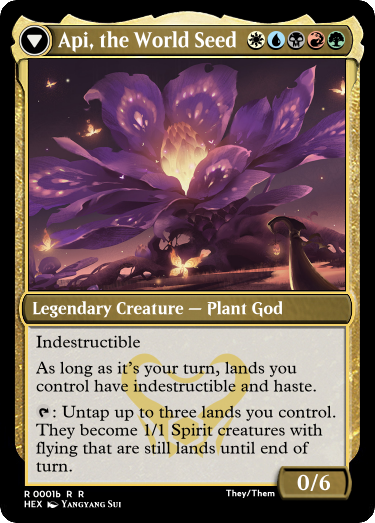 Api, the World Seed
Legendary Creature — Plant God
Indestructible
As long as it's your turn, lands you
control have indestructible and haste.
: Untap up to three lands you control.
They become 1/1 Spirit creatures with
flying that are still lands until end of
turn.
0/6
R 0001b R R
HEX Yangyang Sui
They/Them